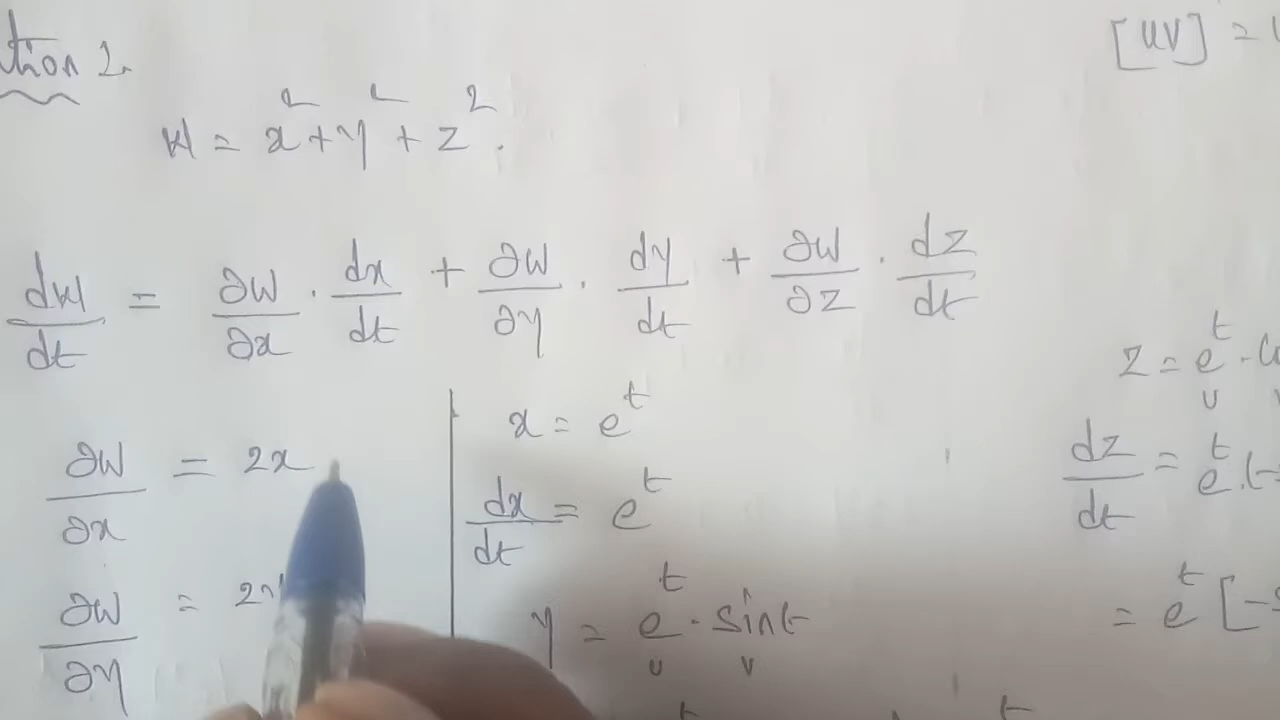 tion 2.
[uv] =
w = x² + y² + z².
dw/dt = ∂w/∂x · dx/dt + ∂w/∂y · dy/dt + ∂w/∂z · dz/dt
∂w/∂x = 2x
∂w/∂y = 2y
x = e^t
dx/dt = e^t
y = e^t · sint
u v
z = e^t ·
u
dz/dt = e^t · (-
= e^t [-